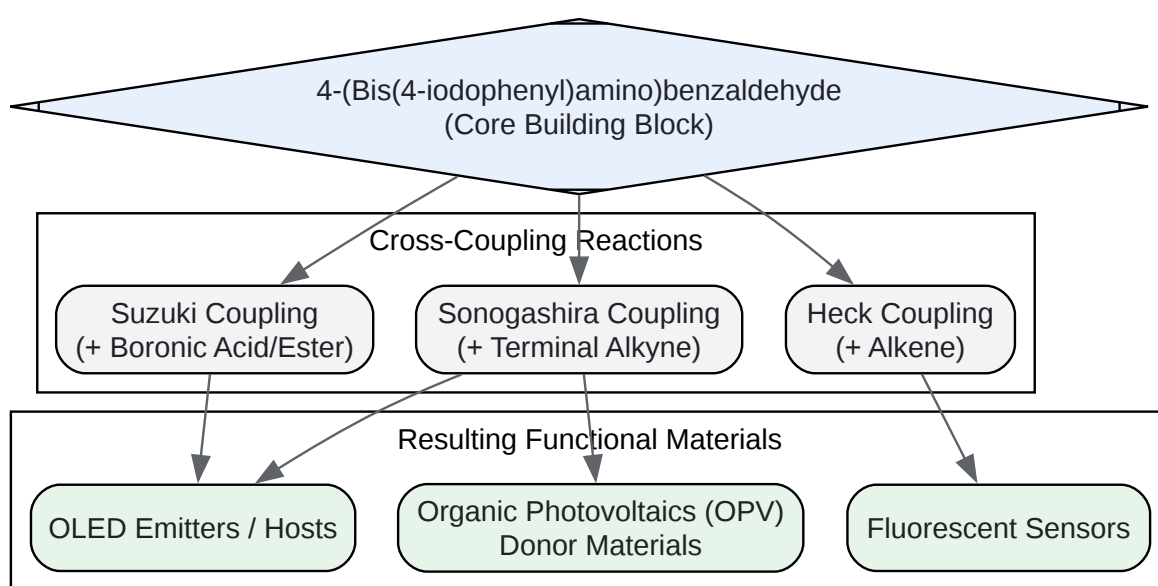 4-(Bis(4-iodophenyl)amino)benzaldehyde
(Core Building Block)
Cross-Coupling Reactions
Suzuki Coupling
(+ Boronic Acid/Ester)
Sonogashira Coupling
(+ Terminal Alkyne)
Heck Coupling
(+ Alkene)
Resulting Functional Materials
OLED Emitters / Hosts
Organic Photovoltaics (OPV)
Donor Materials
Fluorescent Sensors